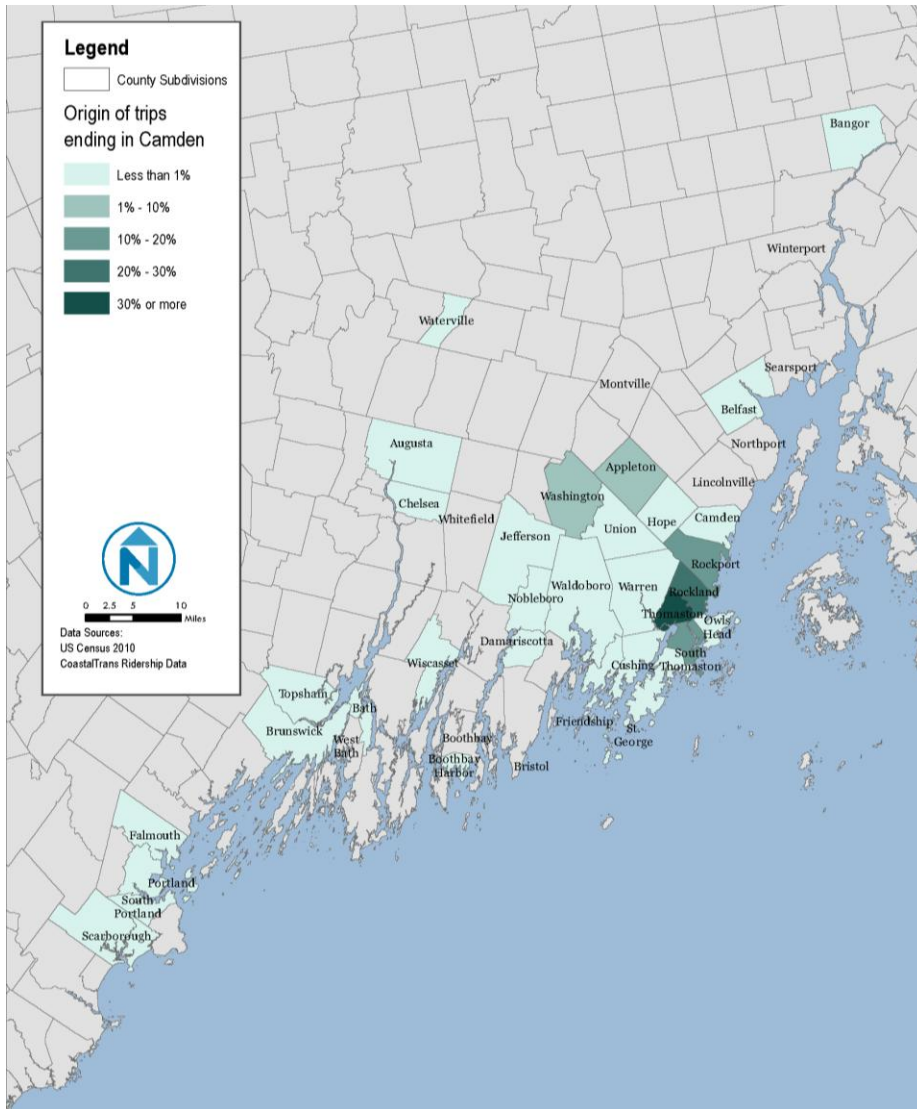 Legend
County Subdivisions
Origin of trips
ending in Camden
Less than 1%
1% - 10%
10% - 20%
20% - 30%
30% or more
N
0 2.5 5 10
Miles
Data Sources:
US Census 2010
CoastalTrans Ridership Data
Bangor
Winterport
Waterville
Searsport
Montville
Belfast
Northport
Augusta
Appleton
Lincolnville
Washington
Chelsea
Whitefield
Union
Hope
Camden
Jefferson
Rockport
Waldoboro
Warren
Rockland
Nobleboro
Thomaston
Owls
Head
Damariscotta
South
Thomaston
Cushing
Wiscasset
Topsham
Bath
Brunswick
West
Bath
Friendship
St.
George
Boothbay
Boothbay
Harbor
Bristol
Falmouth
Portland
South
Portland
Scarborough